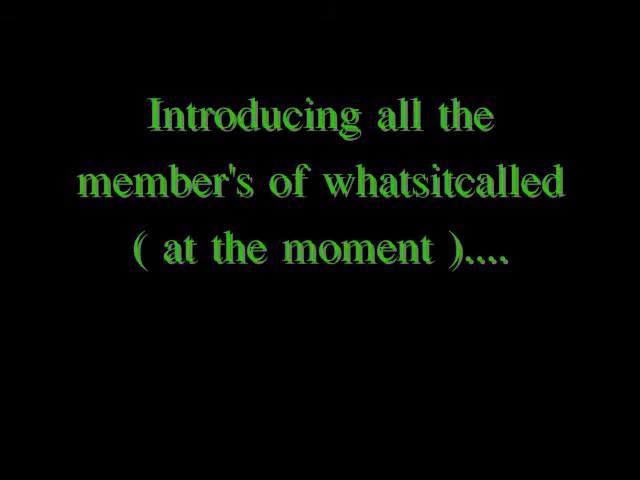 Introducing all the
member's of whatsitcalled
( at the moment )....